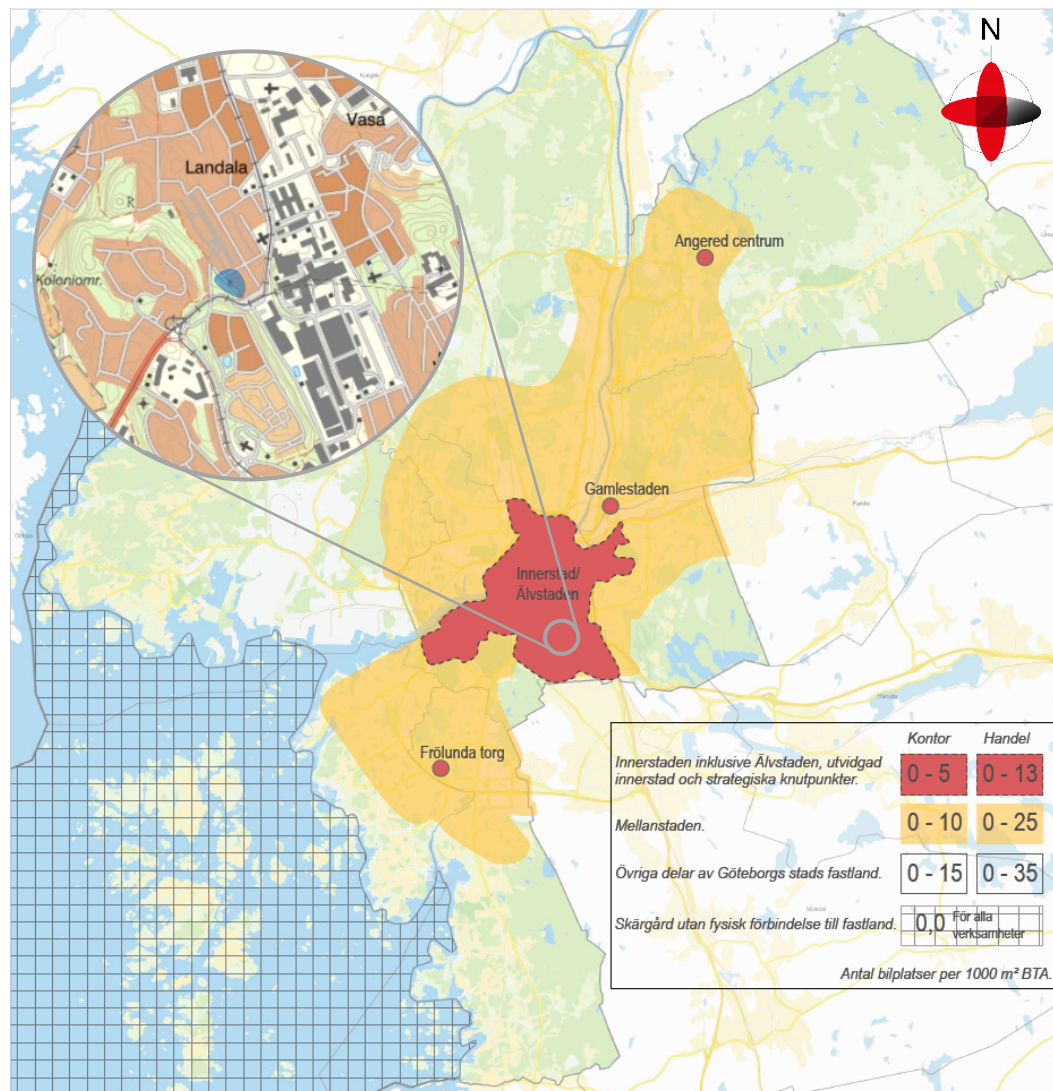 N
Vasa
Landala
R
Koloniomr.
Angered centrum
Gamlestaden
Innerstad/
Älvstaden
Frölunda torg
Kontor
Handel
Innerstaden inklusive Älvstaden, utvidgad
innerstad och strategiska knutpunkter.
0 - 5
0 - 13
Mellanstaden.
0 - 10
0 - 25
Övriga delar av Göteborgs stads fastland.
0 - 15
0 - 35
Skärgård utan fysisk förbindelse till fastland.
0,0
För alla
verksamheter
Antal bilplatser per 1000 m² BTA.